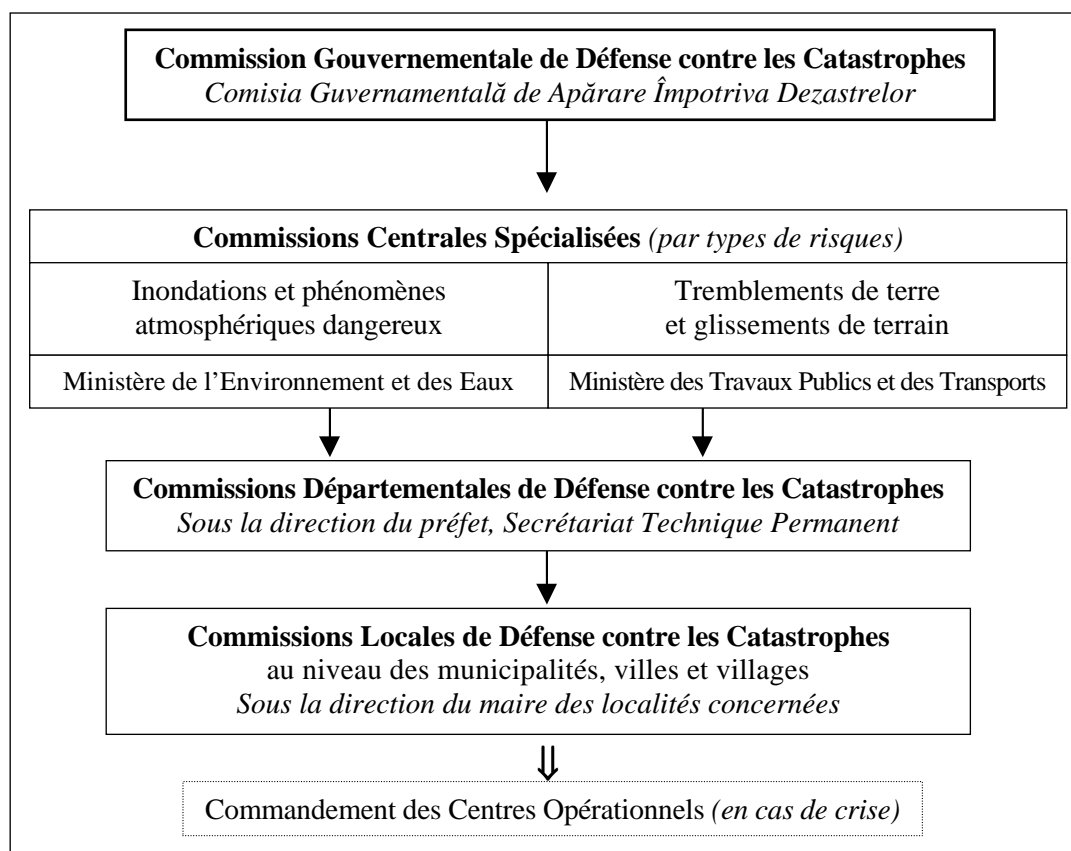 Commission Gouvernementale de Défense contre les Catastrophes
Comisia Guvernamentală de Apărare Împotriva Dezastrelor
Commissions Centrales Spécialisées (par types de risques)
Inondations et phénomènes
atmosphériques dangereux
Tremblements de terre
et glissements de terrain
Ministère de l’Environnement et des Eaux
Ministère des Travaux Publics et des Transports
Commissions Départementales de Défense contre les Catastrophes
Sous la direction du préfet, Secrétariat Technique Permanent
Commissions Locales de Défense contre les Catastrophes
au niveau des municipalités, villes et villages
Sous la direction du maire des localités concernées
Commandement des Centres Opérationnels (en cas de crise)